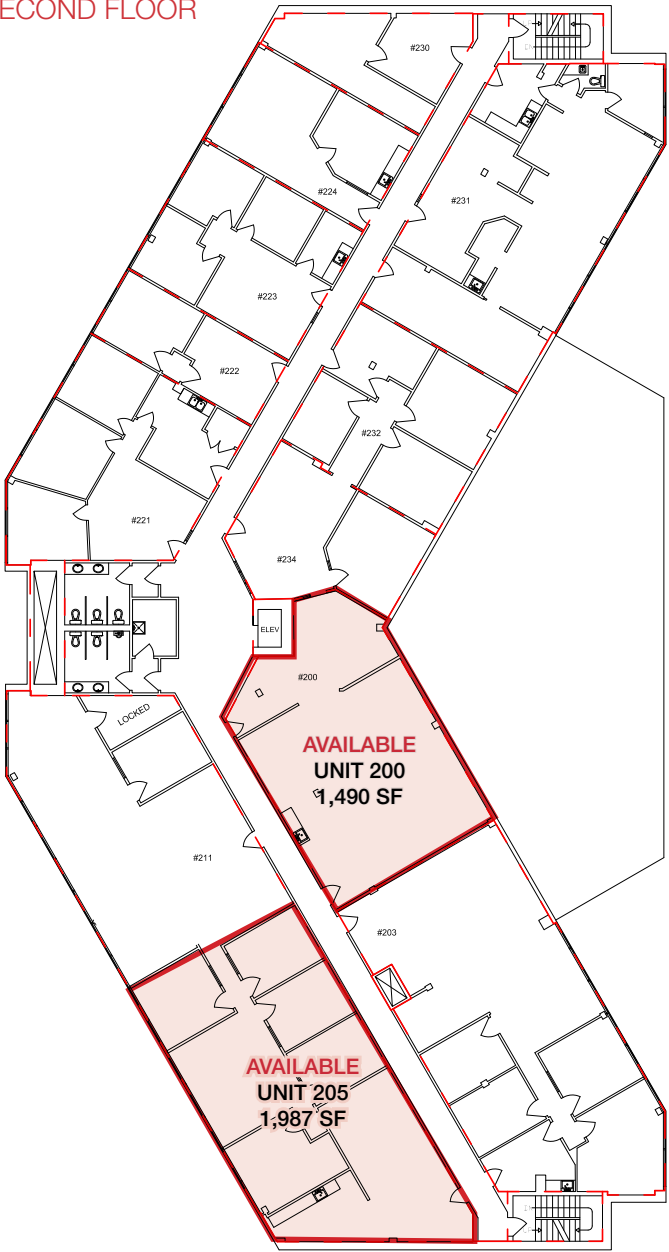 ECOND FLOOR
#230
#224
#231
#223
#222
#232
#221
#234
ELEV
#200
LOCKED
AVAILABLE
UNIT 200
1,490 SF
#211
#203
AVAILABLE
UNIT 205
1,987 SF